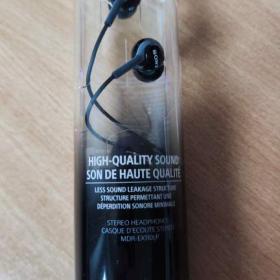 SONY
HIGH-QUALITY SOUND
SON DE HAUTE QUALITÉ
LESS SOUND LEAKAGE STRUCTURE
STRUCTURE PERMETTANT UNE
DÉPERDITION SONORE MINIMALE
STEREO HEADPHONES
CASQUE D'ÉCOUTE STÉRÉO
MDR-EX110LP